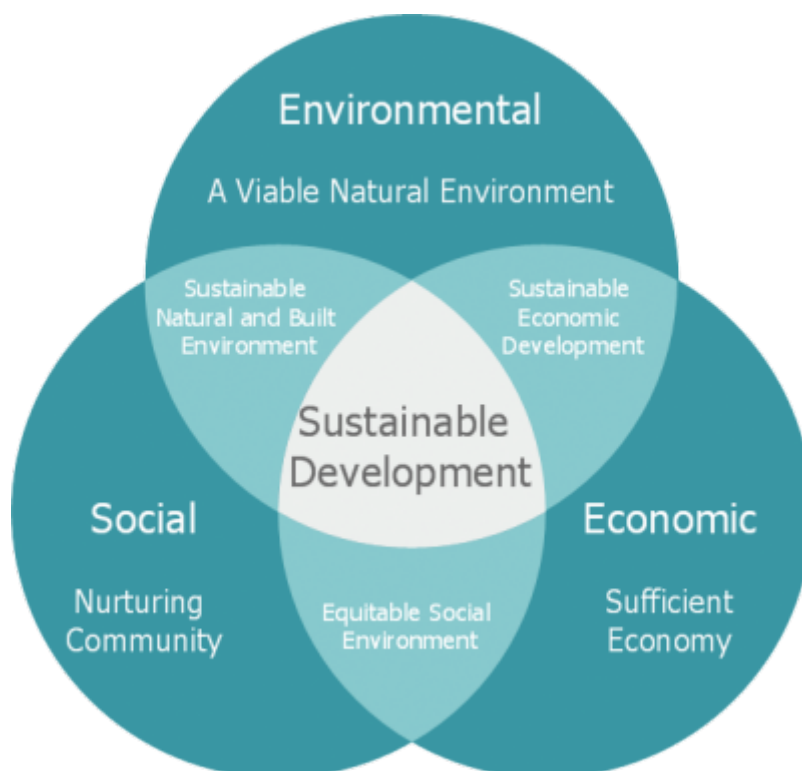 Environmental
A Viable Natural Environment
Sustainable
Natural and Built
Environment
Sustainable
Economic
Development
Sustainable
Development
Social
Nurturing
Community
Equitable Social
Environment
Economic
Sufficient
Economy